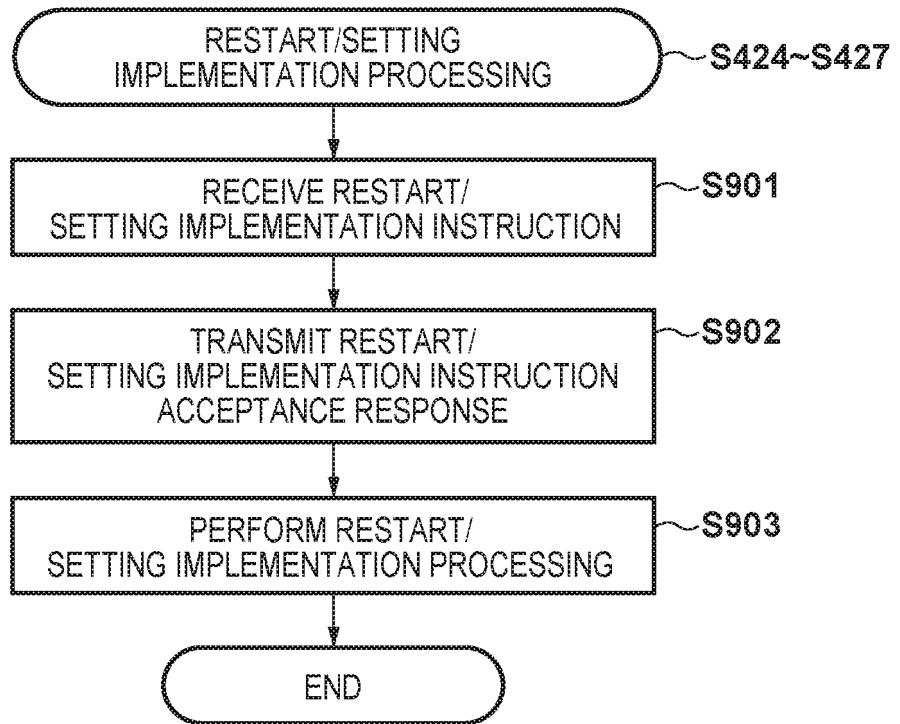 RESTART/SETTING
IMPLEMENTATION PROCESSING
S424~S427
RECEIVE RESTART/
SETTING IMPLEMENTATION INSTRUCTION
S901
TRANSMIT RESTART/
SETTING IMPLEMENTATION INSTRUCTION
ACCEPTANCE RESPONSE
S902
PERFORM RESTART/
SETTING IMPLEMENTATION PROCESSING
S903
END